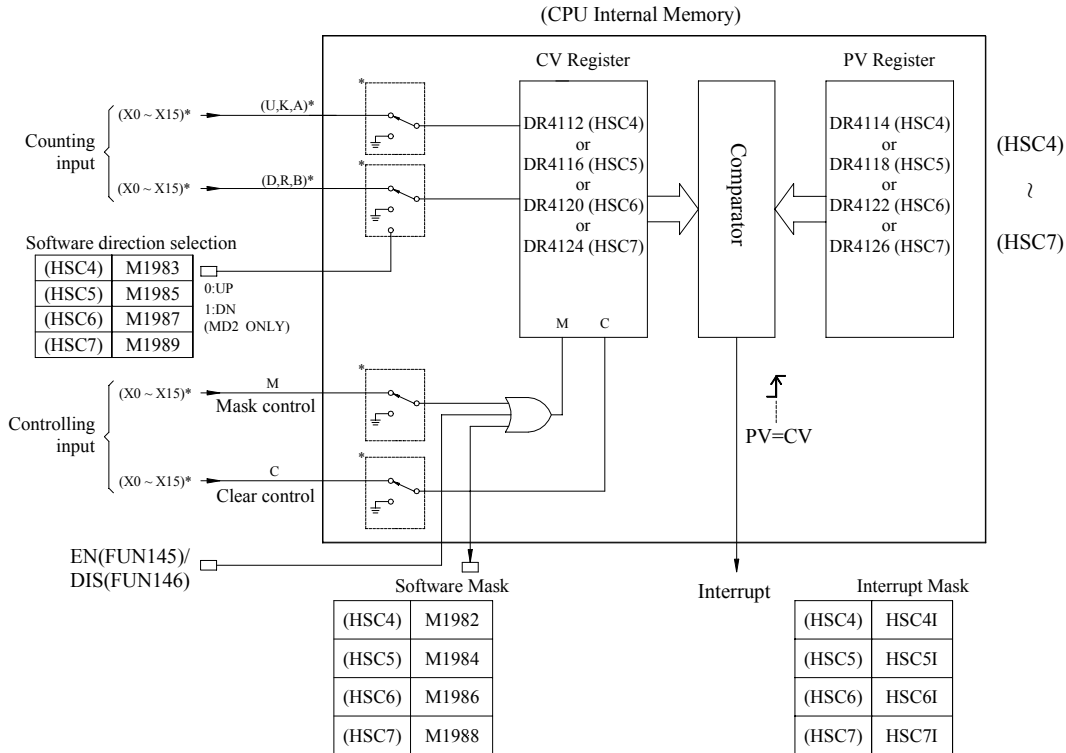 (CPU Internal Memory)
CV Register
PV Register
*
(U,K,A)*
(X0 ~ X15)*
Counting
input
*
(D,R,B)*
(X0 ~ X15)*
DR4112 (HSC4)
or
DR4116 (HSC5)
or
DR4120 (HSC6)
or
DR4124 (HSC7)
M C
Comparator
DR4114 (HSC4)
or
DR4118 (HSC5)
or
DR4122 (HSC6)
or
DR4126 (HSC7)
(HSC4)
~
(HSC7)
Software direction selection
(HSC4) M1983
(HSC5) M1985
(HSC6) M1987
(HSC7) M1989
0:UP
1:DN
(MD2 ONLY)
*
(X0 ~ X15)* M
Mask control
Controlling
input
*
(X0 ~ X15)* C
Clear control
PV=CV
EN(FUN145)/
DIS(FUN146)
Software Mask
(HSC4) M1982
(HSC5) M1984
(HSC6) M1986
(HSC7) M1988
Interrupt
Interrupt Mask
(HSC4) HSC4I
(HSC5) HSC5I
(HSC6) HSC6I
(HSC7) HSC7I